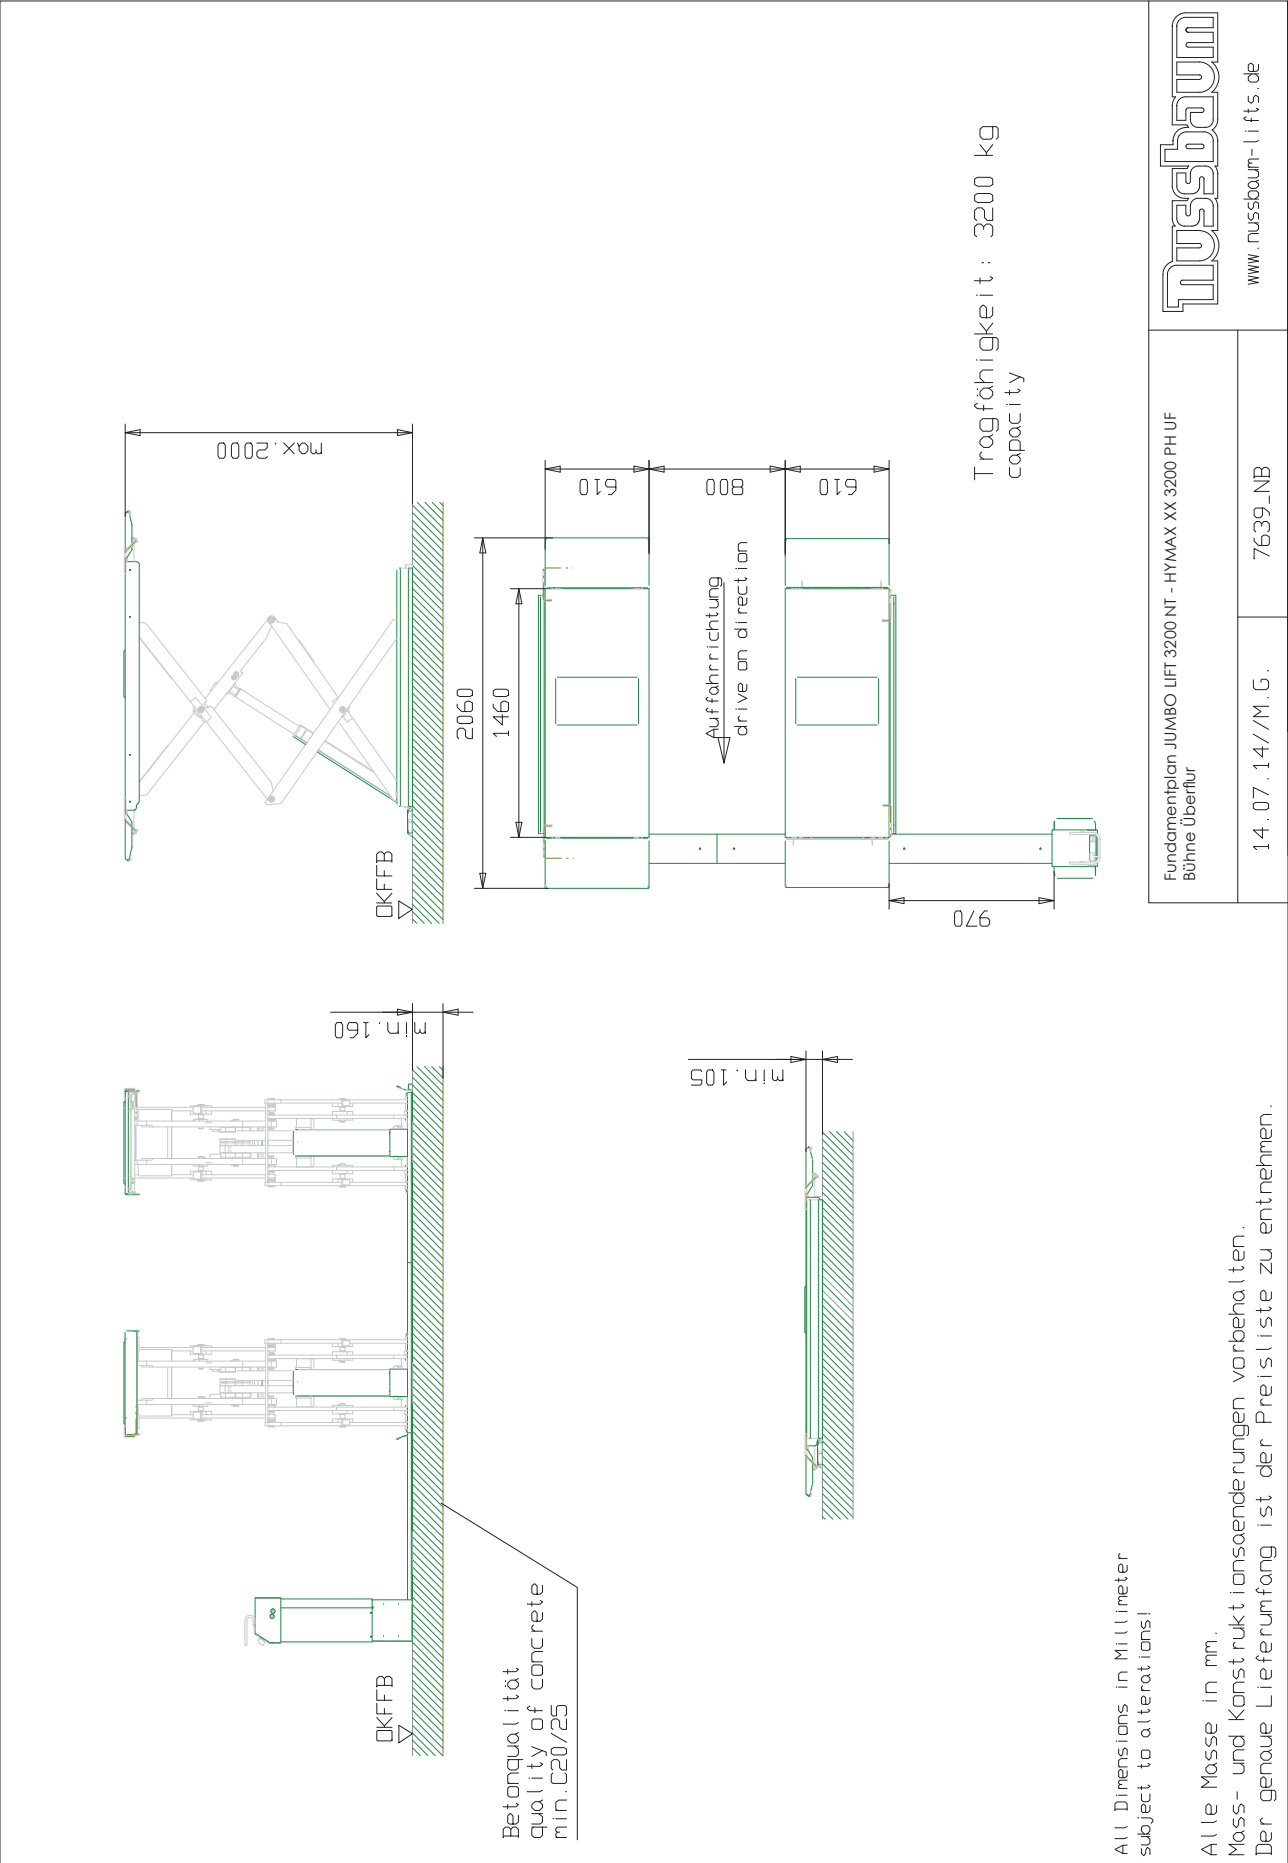 OKFFB
min.160
OKFFB
max.2000
Betonqualität
quality of concrete
min.C20/25
2060
1460
610
800
610
Auffahrrichtung
drive on direction
970
min.105
Tragfähigkeit: 3200 kg
capacity
All Dimensions in Millimeter
subject to alterations!
Alle Masse in mm.
Mass- und Konstruktionsaenderungen vorbehalten.
Der genaue Lieferumfang ist der Preisliste zu entnehmen.
Fundamentplan JUMBO LIFT 3200 NT - HYMAX XX 3200 PH UF
Bühne Überflur
14.07.14//M.G.
7639_NB
nussbaum
www.nussbaum-lifts.de